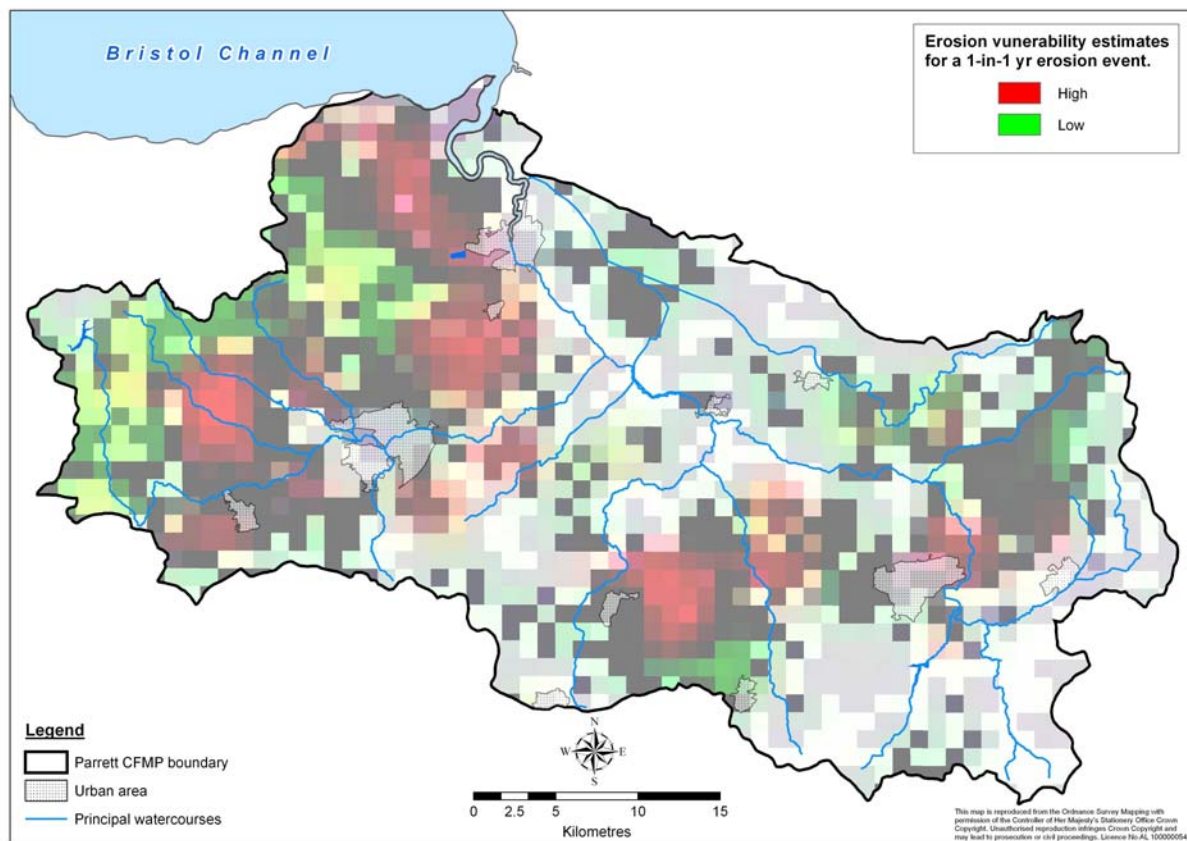 Bristol Channel
Erosion vunerability estimates
for a 1-in-1 yr erosion event.
High
Low
Legend
Parrett CFMP boundary
Urban area
Principal watercourses
N
W E
S
0 2.5 5 10 15
Kilometres
This map is reproduced from the Ordnance Survey Mapping with
permission of the Controller of Her Majesty's Stationery Office Crown
Copyright. Unauthorised reproduction infringes Crown Copyright and
may lead to prosecution or civil proceedings. Licence No AL 100000054